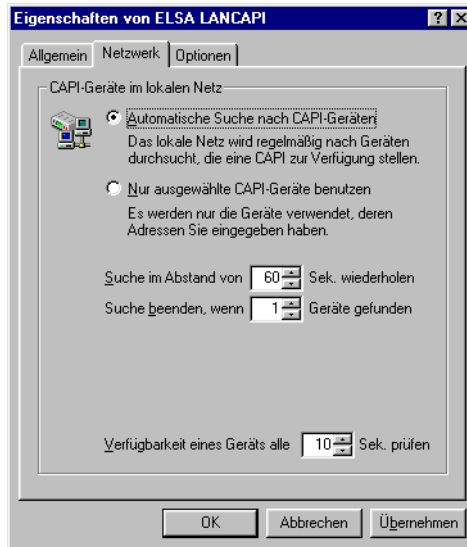 Eigenschaften von ELSA LANCAPI
Allgemein Netzwerk Optionen
CAPI-Geräte im lokalen Netz
Automatische Suche nach CAPI-Geräten
Das lokale Netz wird regelmäßig nach Geräten
durchsucht, die eine CAPI zur Verfügung stellen.
Nur ausgewählte CAPI-Geräte benutzen
Es werden nur die Geräte verwendet, deren
Adressen Sie eingegeben haben.
Suche im Abstand von 60 Sek. wiederholen
Suche beenden, wenn 1 Geräte gefunden
Verfügbarkeit eines Geräts alle 10 Sek. prüfen
OK Abbrechen Übernehmen